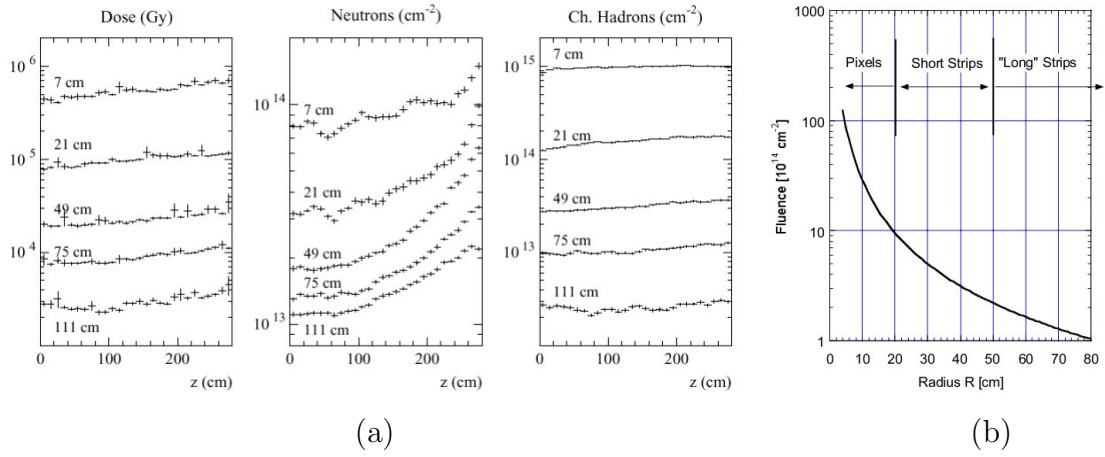 Dose (Gy)
10^6
7 cm
10^5
21 cm
49 cm
10^4
75 cm
111 cm
0 100 200
z (cm)
Neutrons (cm^-2)
10^14
7 cm
21 cm
49 cm
75 cm
10^13
111 cm
0 100 200
z (cm)
Ch. Hadrons (cm^-2)
7 cm
10^15
21 cm
10^14
49 cm
75 cm
10^13
111 cm
0 100 200
z (cm)
(a)
1000
Pixels Short Strips "Long" Strips
100
10
1
Fluence [10^14 cm^-2]
0 10 20 30 40 50 60 70 80
Radius R [cm]
(b)